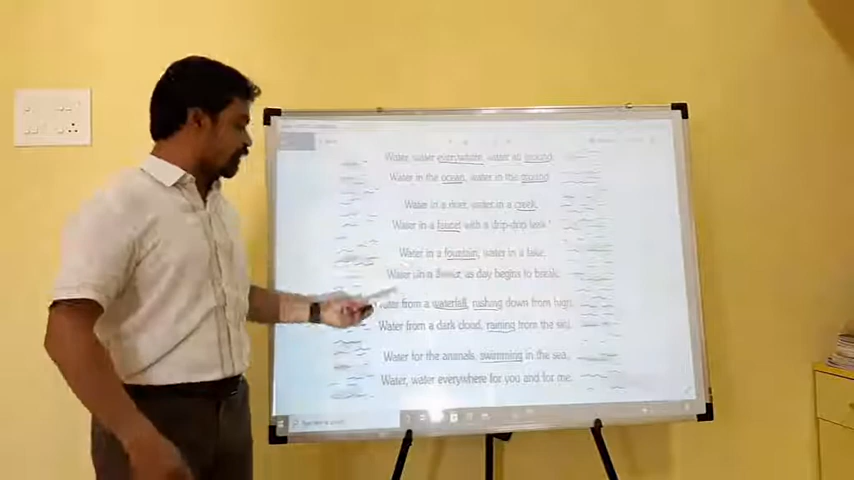 Water, water everywhere, water all around,
Water in the ocean, water in the ground.
Water in a river, water in a creek,
Water in a faucet with a drip-drop leak!
Water in a fountain, water in a lake,
Water on a flower, as day begins to break.
Water from a waterfall, rushing down from high,
Water from a dark cloud, raining from the sky.
Water for the animals, swimming in the sea,
Water, water everywhere for you and for me.